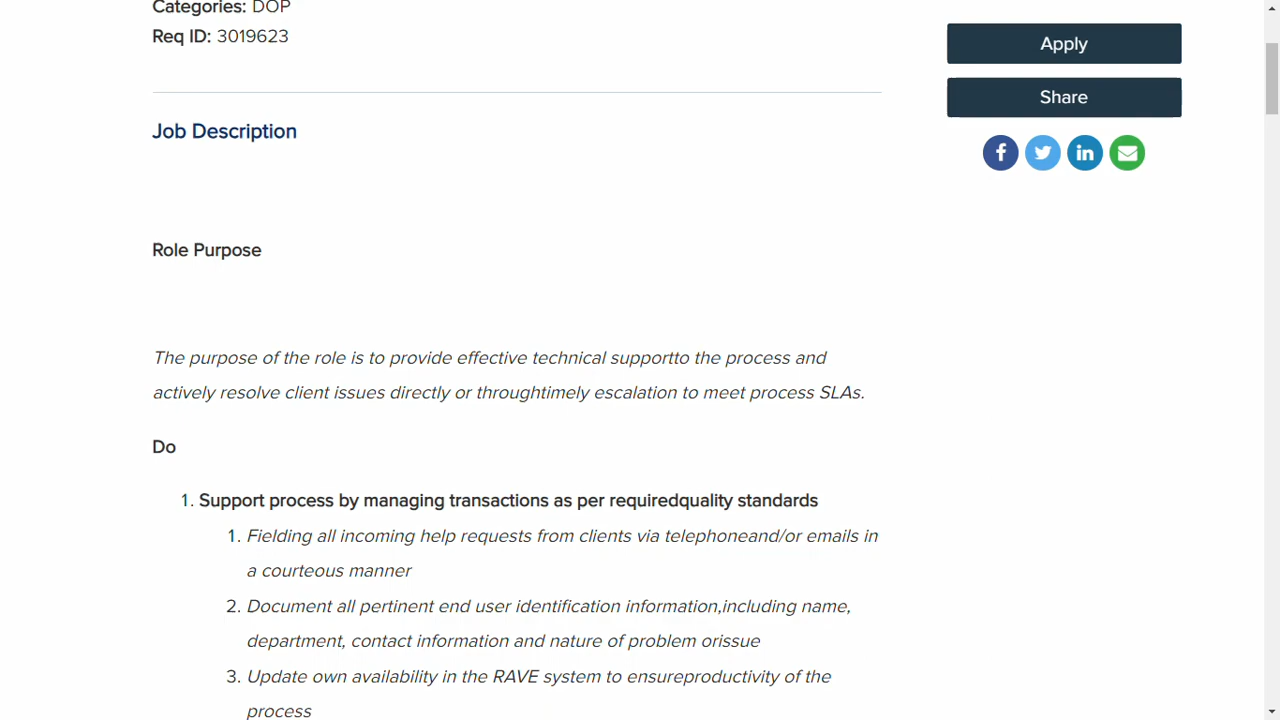 Categories: DOP
Req ID: 3019623
Apply
Share
Job Description
Role Purpose
The purpose of the role is to provide effective technical supportto the process and
actively resolve client issues directly or throughtimely escalation to meet process SLAs.
Do
1. Support process by managing transactions as per requiredquality standards
1. Fielding all incoming help requests from clients via telephoneand/or emails in
a courteous manner
2. Document all pertinent end user identification information,including name,
department, contact information and nature of problem orissue
3. Update own availability in the RAVE system to ensureproductivity of the
process